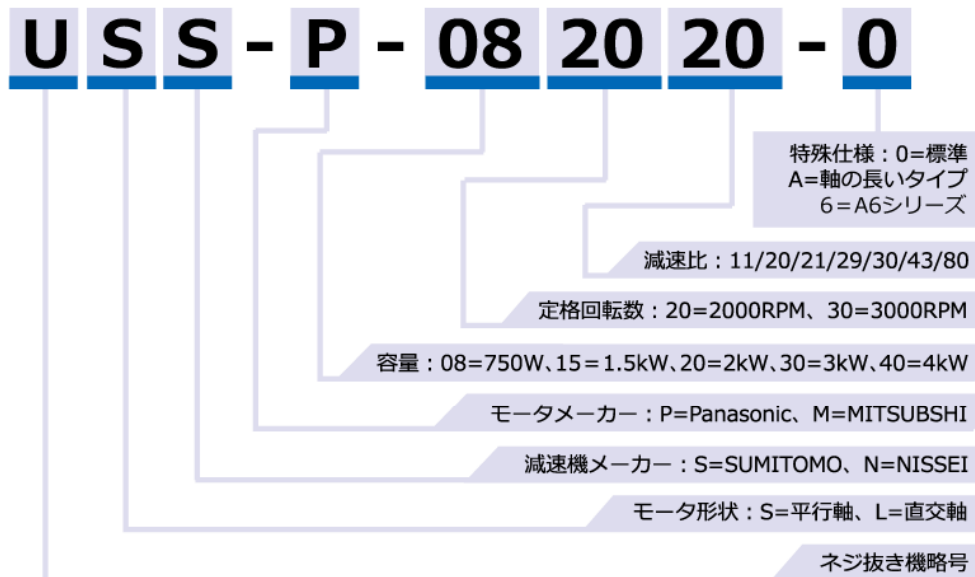 USS-P-082020-0
特殊仕様：0=標準
A=軸の長いタイプ
6＝A6シリーズ
減速比：11/20/21/29/30/43/80
定格回転数：20=2000RPM、30=3000RPM
容量：08=750W、15＝1.5kW、20=2kW、30=3kW、40=4kW
モータメーカー：P=Panasonic、M=MITSUBSHI
減速機メーカー：S=SUMITOMO、N=NISSEI
モータ形状：S=平行軸、L=直交軸
ネジ抜き機略号